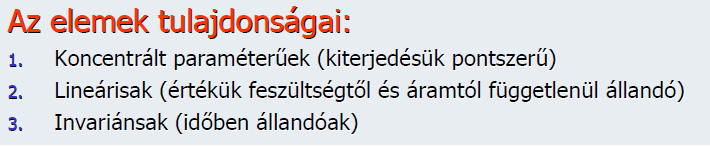 Az elemek tulajdonságai:
1. Koncentrált paraméterűek (kiterjedésük pontszerű)
2. Lineárisak (értékük feszültségtől és áramtól függetlenül állandó)
3. Invariánsak (időben állandóak)